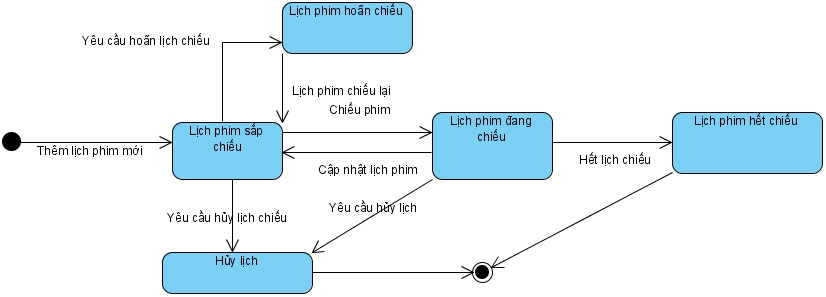 Lịch phim hoãn chiếu
Yêu cầu hoãn lịch chiếu
Lịch phim chiếu lại
Chiếu phim
Lịch phim sắp
chiếu
Lịch phim đang
chiếu
Lịch phim hết chiếu
Thêm lịch phim mới
Cập nhật lịch phim
Hết lịch chiếu
Yêu cầu hủy lịch chiếu
Yêu cầu hủy lịch
Hủy lịch